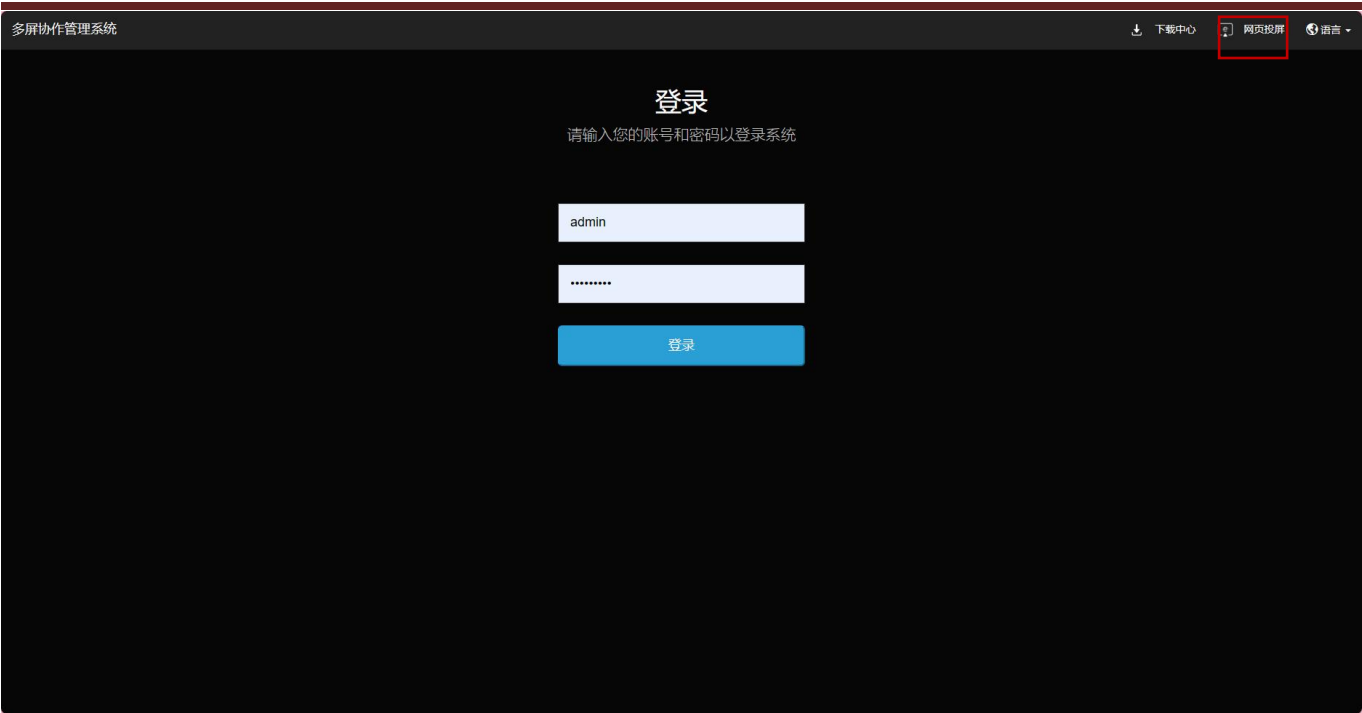 多屏协作管理系统
下载中心 网页投屏 语言
登录
请输入您的账号和密码以登录系统
admin
•••••••••
登录